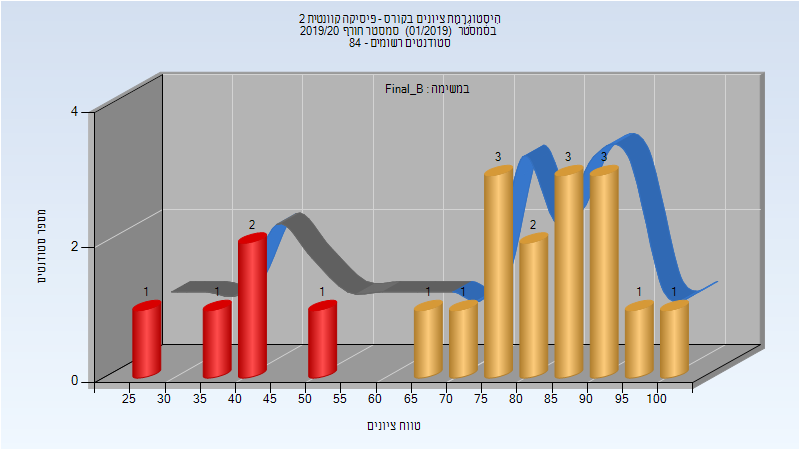 היסטוגרמת ציונים בקורס - פיסיקה קוונטית 2
בסמסטר (01/2019) סמסטר חורף 2019/20
סטודנטים רשומים - 84
במשימה : Final_B
מספר סטודנטים
4
2
0
1
1
2
1
1
1
3
2
3
3
1
1
25 30 35 40 45 50 55 60 65 70 75 80 85 90 95 100
טווח ציונים